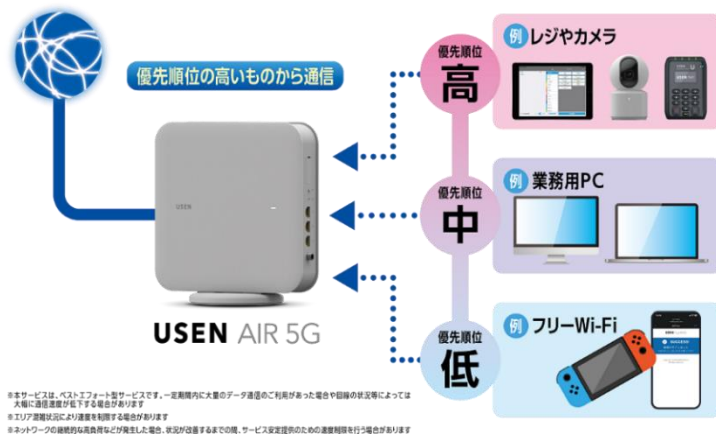 優先順位の高いものから通信
USEN
USEN AIR 5G
優先順位
高
例 レジやカメラ
優先順位
中
例 業務用PC
優先順位
低
例 フリーWi-Fi
※本サービスは、ベストエフォート型サービスです。一定期間内に大量のデータ通信のご利用があった場合や回線の状況等によっては
大幅に通信速度が低下する場合があります
※エリア混雑状況により速度を制限する場合があります
※ネットワークの継続的な高負荷などが発生した場合、状況が改善するまでの間、サービス安定提供のための速度制限を行う場合があります